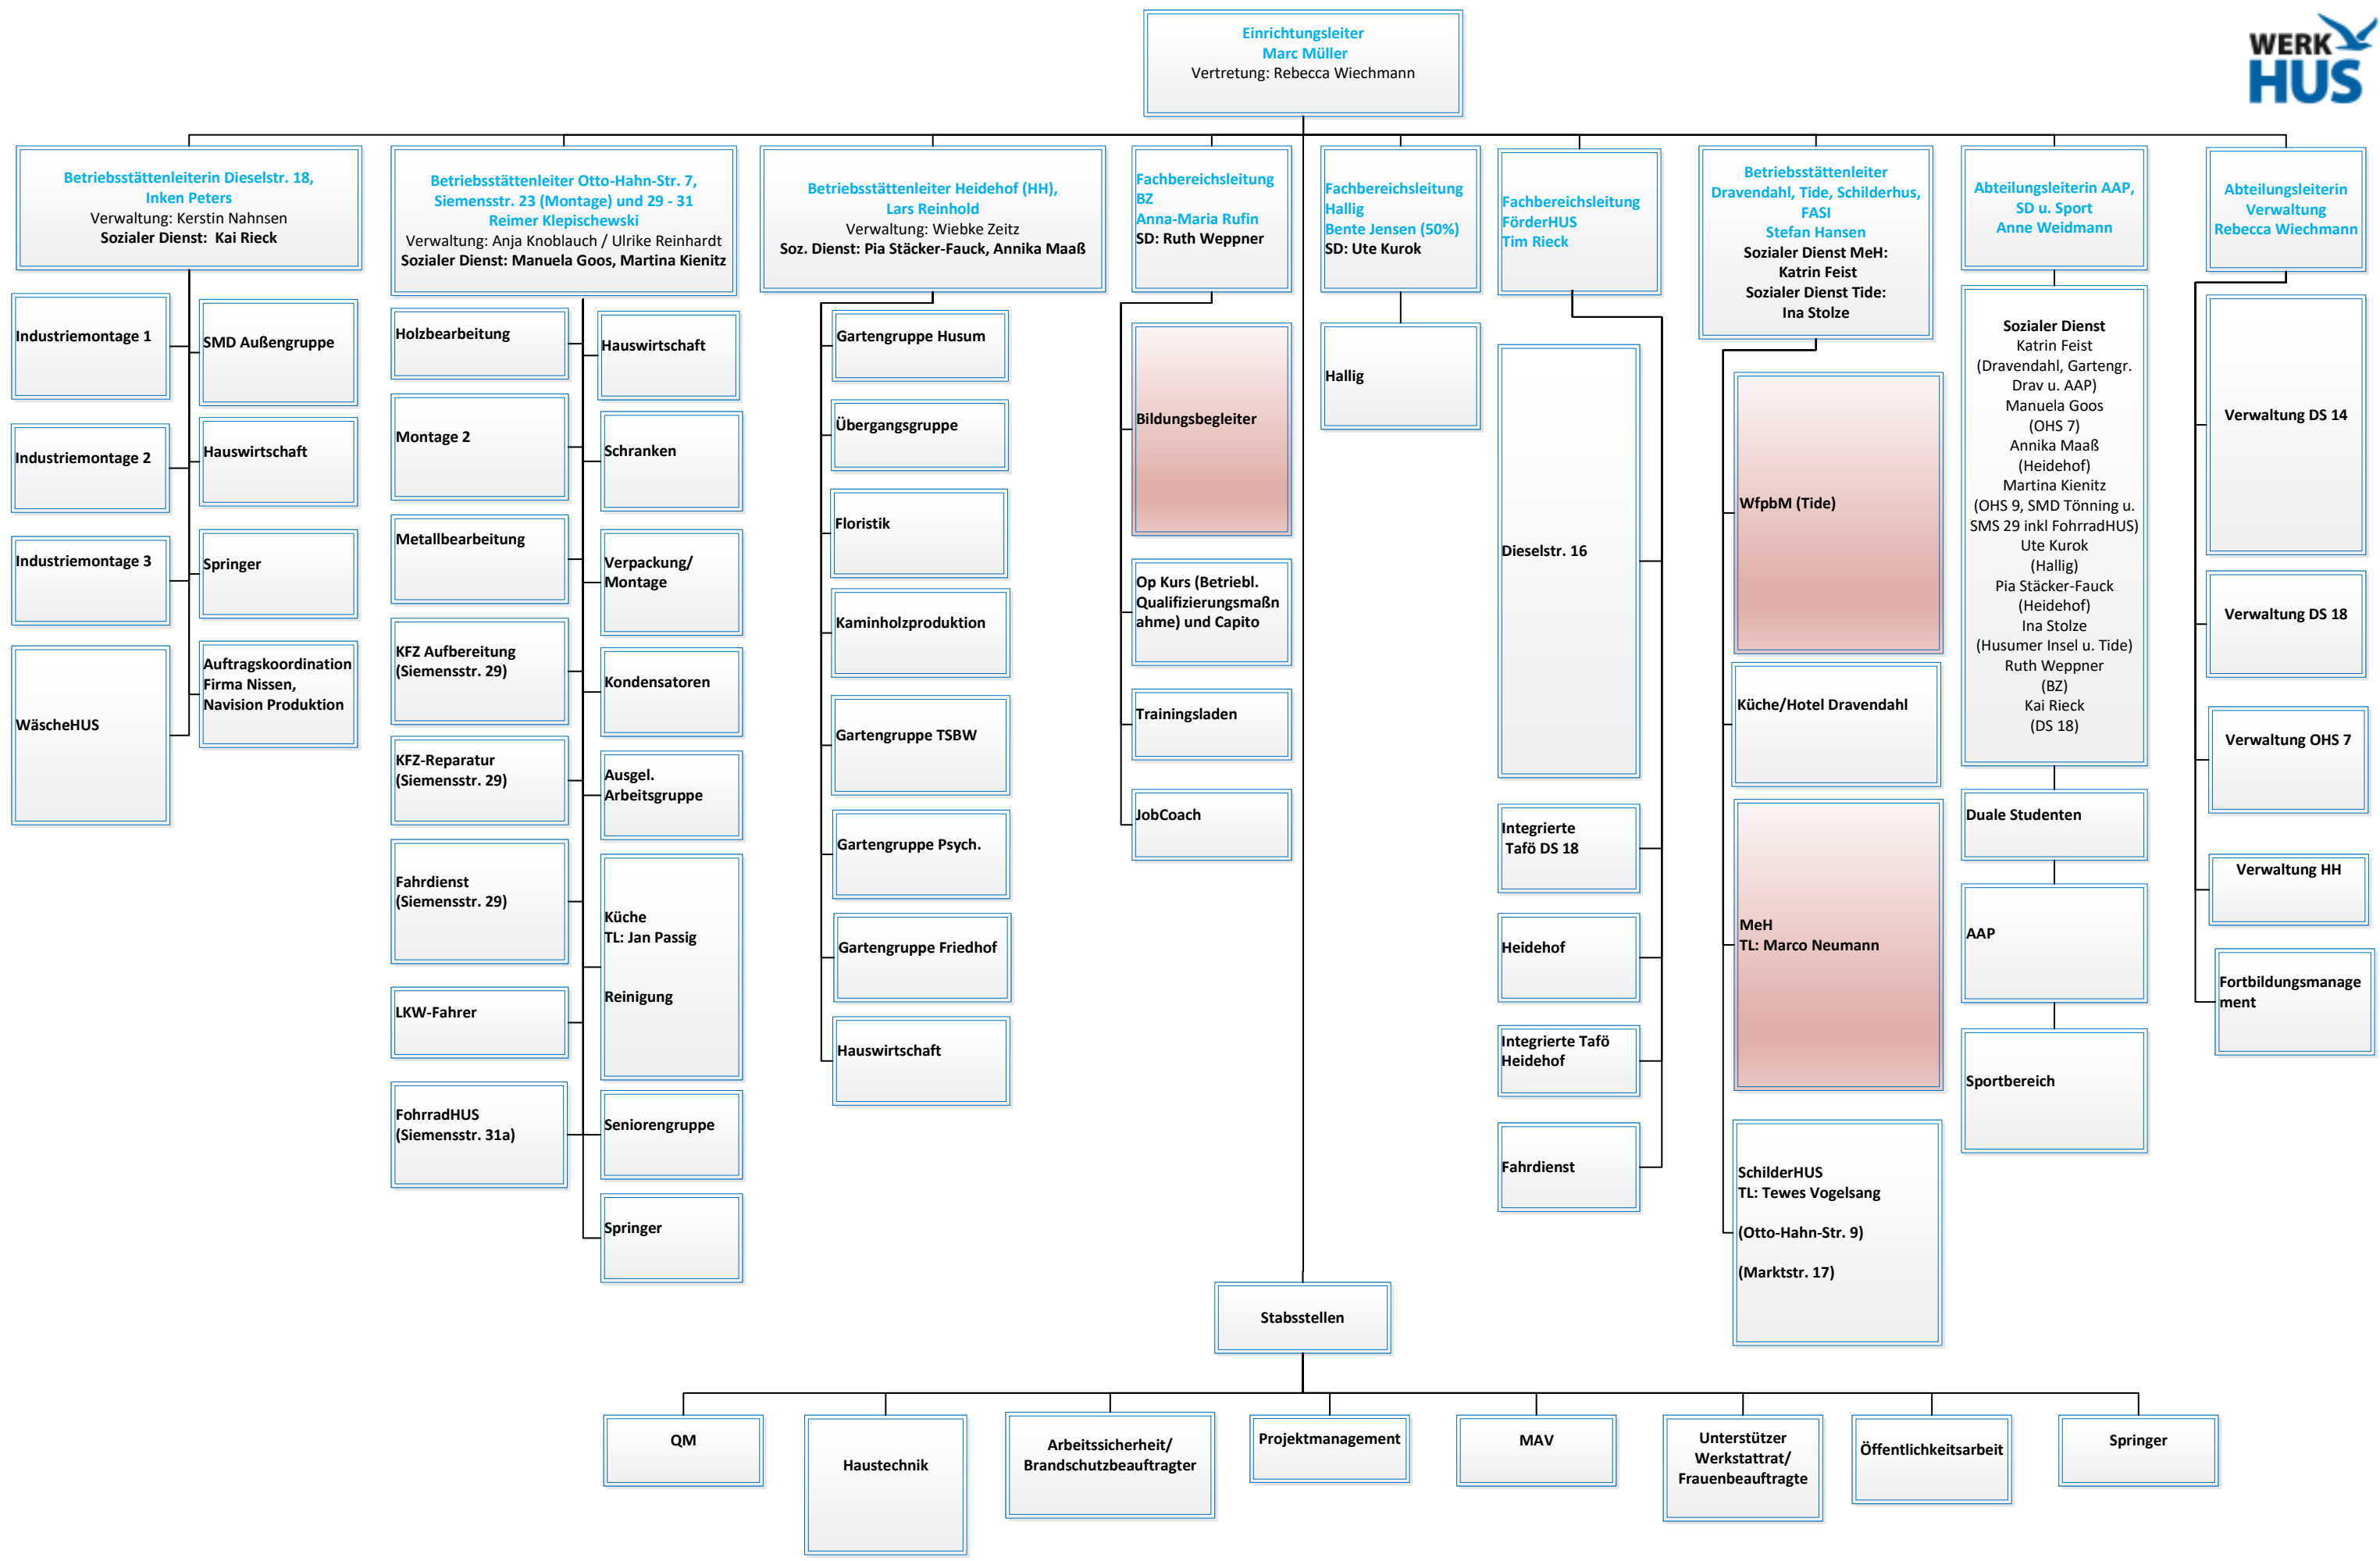 Einrichtungsleiter
Marc Müller
Vertretung: Rebecca Wiechmann
WERK
HUS
Betriebsstättenleiterin Dieselstr. 18,
Inken Peters
Verwaltung: Kerstin Nahnsen
Sozialer Dienst: Kai Rieck
Industriemontage 1
SMD Außengruppe
Industriemontage 2
Hauswirtschaft
Industriemontage 3
Springer
WäscheHUS
Auftragskoordination
Firma Nissen,
Navision Produktion
Betriebsstättenleiter Otto-Hahn-Str. 7,
Siemensstr. 23 (Montage) und 29 - 31
Reimer Klepischewski
Verwaltung: Anja Knoblauch / Ulrike Reinhardt
Sozialer Dienst: Manuela Goos, Martina Kienitz
Holzbearbeitung
Hauswirtschaft
Montage 2
Schranken
Metallbearbeitung
Verpackung/
Montage
KFZ Aufbereitung
(Siemensstr. 29)
Kondensatoren
KFZ-Reparatur
(Siemensstr. 29)
Ausgel.
Arbeitsgruppe
Fahrdienst
(Siemensstr. 29)
Küche
TL: Jan Passig
Reinigung
LKW-Fahrer
FohrradHUS
(Siemensstr. 31a)
Seniorengruppe
Springer
Betriebsstättenleiter Heidehof (HH),
Lars Reinhold
Verwaltung: Wiebke Zeitz
Soz. Dienst: Pia Stäcker-Fauck, Annika Maaß
Gartengruppe Husum
Übergangsgruppe
Floristik
Kaminholzproduktion
Gartengruppe TSBW
Gartengruppe Psych.
Gartengruppe Friedhof
Hauswirtschaft
Fachbereichsleitung
BZ
Anna-Maria Rufin
SD: Ruth Weppner
Bildungsbegleiter
Op Kurs (Betriebl.
Qualifizierungsmaßn
ahme) und Capito
Trainingsladen
JobCoach
Fachbereichsleitung
Hallig
Bente Jensen (50%)
SD: Ute Kurok
Hallig
Fachbereichsleitung
FörderHUS
Tim Rieck
Dieselstr. 16
Integrierte
Tafö DS 18
Heidehof
Integrierte Tafö
Heidehof
Fahrdienst
Betriebsstättenleiter
Dravendahl, Tide, Schilderhus,
FASI
Stefan Hansen
Sozialer Dienst MeH:
Katrin Feist
Sozialer Dienst Tide:
Ina Stolze
WfpbM (Tide)
Küche/Hotel Dravendahl
MeH
TL: Marco Neumann
SchilderHUS
TL: Tewes Vogelsang
(Otto-Hahn-Str. 9)
(Marktstr. 17)
Abteilungsleiterin AAP,
SD u. Sport
Anne Weidmann
Sozialer Dienst
Katrin Feist
(Dravendahl, Gartengr.
Drav u. AAP)
Manuela Goos
(OHS 7)
Annika Maaß
(Heidehof)
Martina Kienitz
(OHS 9, SMD Tönning u.
SMS 29 inkl FohrradHUS)
Ute Kurok
(Hallig)
Pia Stäcker-Fauck
(Heidehof)
Ina Stolze
(Husumer Insel u. Tide)
Ruth Weppner
(BZ)
Kai Rieck
(DS 18)
Duale Studenten
AAP
Sportbereich
Abteilungsleiterin
Verwaltung
Rebecca Wiechmann
Verwaltung DS 14
Verwaltung DS 18
Verwaltung OHS 7
Verwaltung HH
Fortbildungsmanage
ment
Stabsstellen
QM
Haustechnik
Arbeitssicherheit/
Brandschutzbeauftragter
Projektmanagement
MAV
Unterstützer
Werkstattrat/
Frauenbeauftragte
Öffentlichkeitsarbeit
Springer